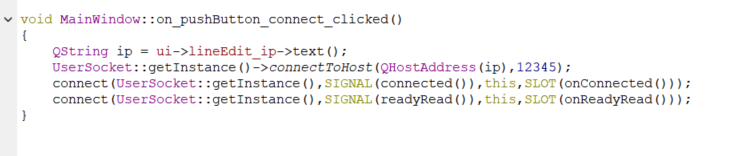 void MainWindow::on_pushButton_connect_clicked()
{
    QString ip = ui->lineEdit_ip->text();
    UserSocket::getInstance()->connectToHost(QHostAddress(ip),12345);
    connect(UserSocket::getInstance(),SIGNAL(connected()),this,SLOT(onConnected()));
    connect(UserSocket::getInstance(),SIGNAL(readyRead()),this,SLOT(onReadyRead()));
}